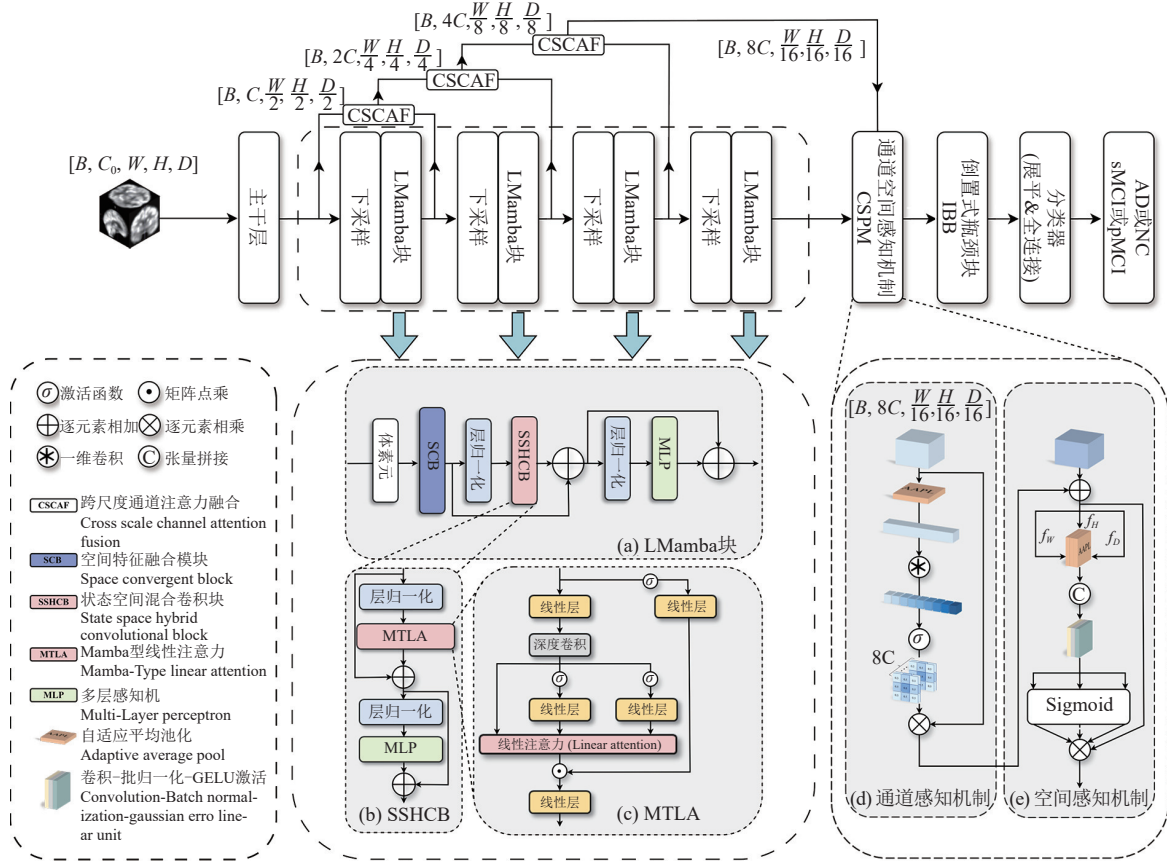 [B, 4C, W/8, H/8, D/8]
CSCAF
[B, 8C, W/16, H/16, D/16]
[B, 2C, W/4, H/4, D/4]
CSCAF
[B, C, W/2, H/2, D/2]
CSCAF
[B, C₀, W, H, D]
主干层
下采样
LMamba块
下采样
LMamba块
下采样
LMamba块
下采样
LMamba块
通道空间感知机制
CSPM
倒置式瓶颈块
IBB
分类器
(展平&全连接)
AD或NC
sMCI或pMCI
σ 激活函数
矩阵点乘
逐元素相加
逐元素相乘
一维卷积
C 张量拼接
CSCAF 跨尺度通道注意力融合
Cross scale channel attention
fusion
SCB 空间特征融合模块
Space convergent block
SSHCB 状态空间混合卷积块
State space hybrid
convolutional block
MTLA Mamba型线性注意力
Mamba-Type linear attention
MLP 多层感知机
Multi-Layer perceptron
AAPL 自适应平均池化
Adaptive average pool
卷积-批归一化-GELU激活
Convolution-Batch normal-
ization-gaussian erro line-
ar unit
体素元
SCB
层归一化
SSHCB
层归一化
MLP
(a) LMamba块
层归一化
MTLA
层归一化
MLP
(b) SSHCB
σ
线性层
线性层
深度卷积
σ
σ
线性层
线性层
线性注意力 (Linear attention)
线性层
(c) MTLA
[B, 8C, W/16, H/16, D/16]
AAPL
σ
8C
(d) 通道感知机制
f_H
f_W
f_D
AAPL
C
Sigmoid
(e) 空间感知机制